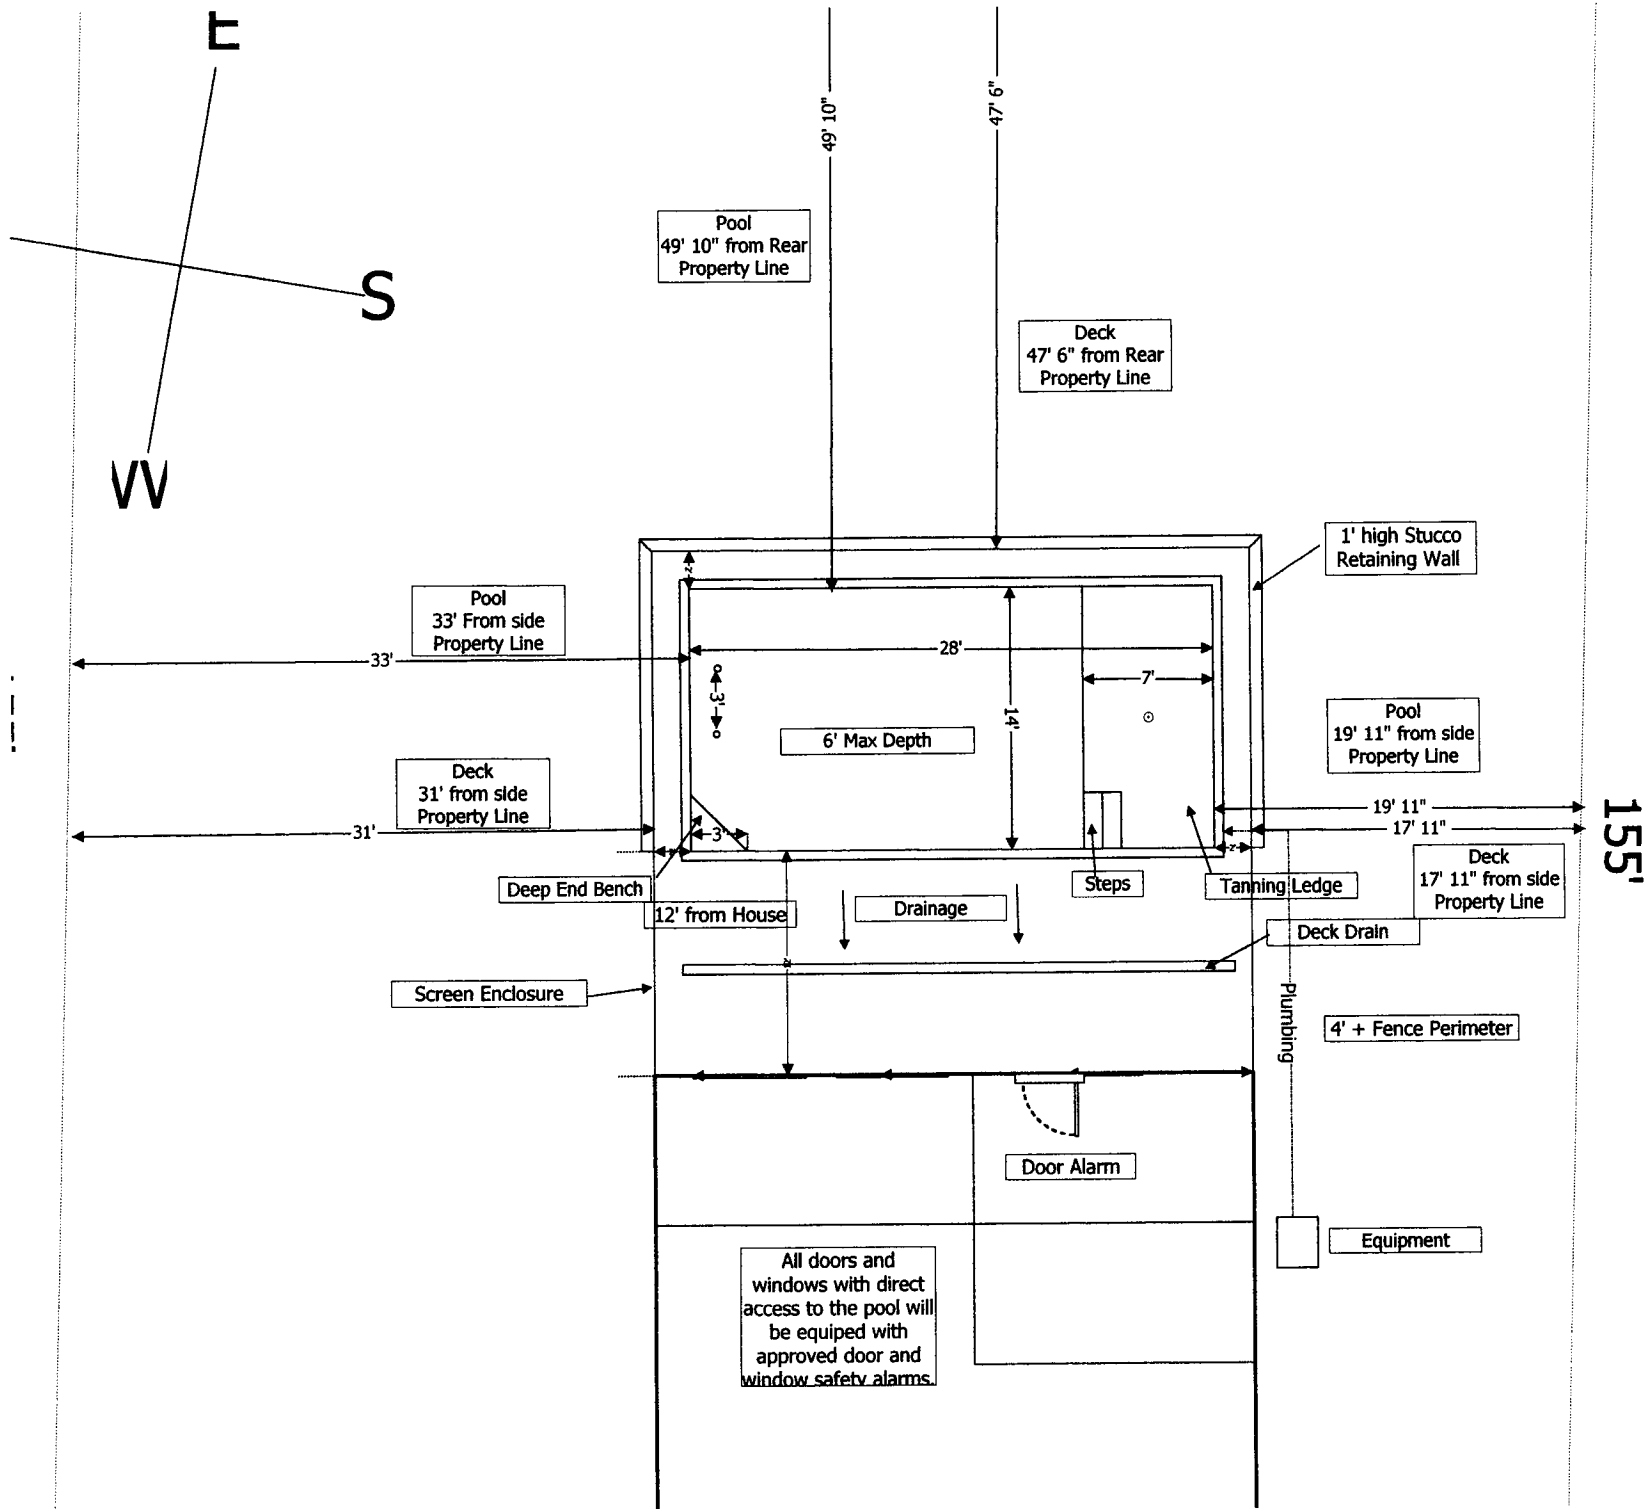 E
49' 10"
47' 6"
Pool
49' 10" from Rear
Property Line
S
Deck
47' 6" from Rear
Property Line
W
1' high Stucco
Retaining Wall
Pool
33' From side
Property Line
33'
28'
7'
3'
14'
6' Max Depth
Pool
19' 11" from side
Property Line
Deck
31' from side
Property Line
31'
3'
19' 11"
17' 11"
155'
Deck
17' 11" from side
Property Line
Deep End Bench
Steps
Tanning Ledge
12' from House
Drainage
Deck Drain
Screen Enclosure
Plumbing
4' + Fence Perimeter
Door Alarm
Equipment
All doors and
windows with direct
access to the pool will
be equiped with
approved door and
window safety alarms.